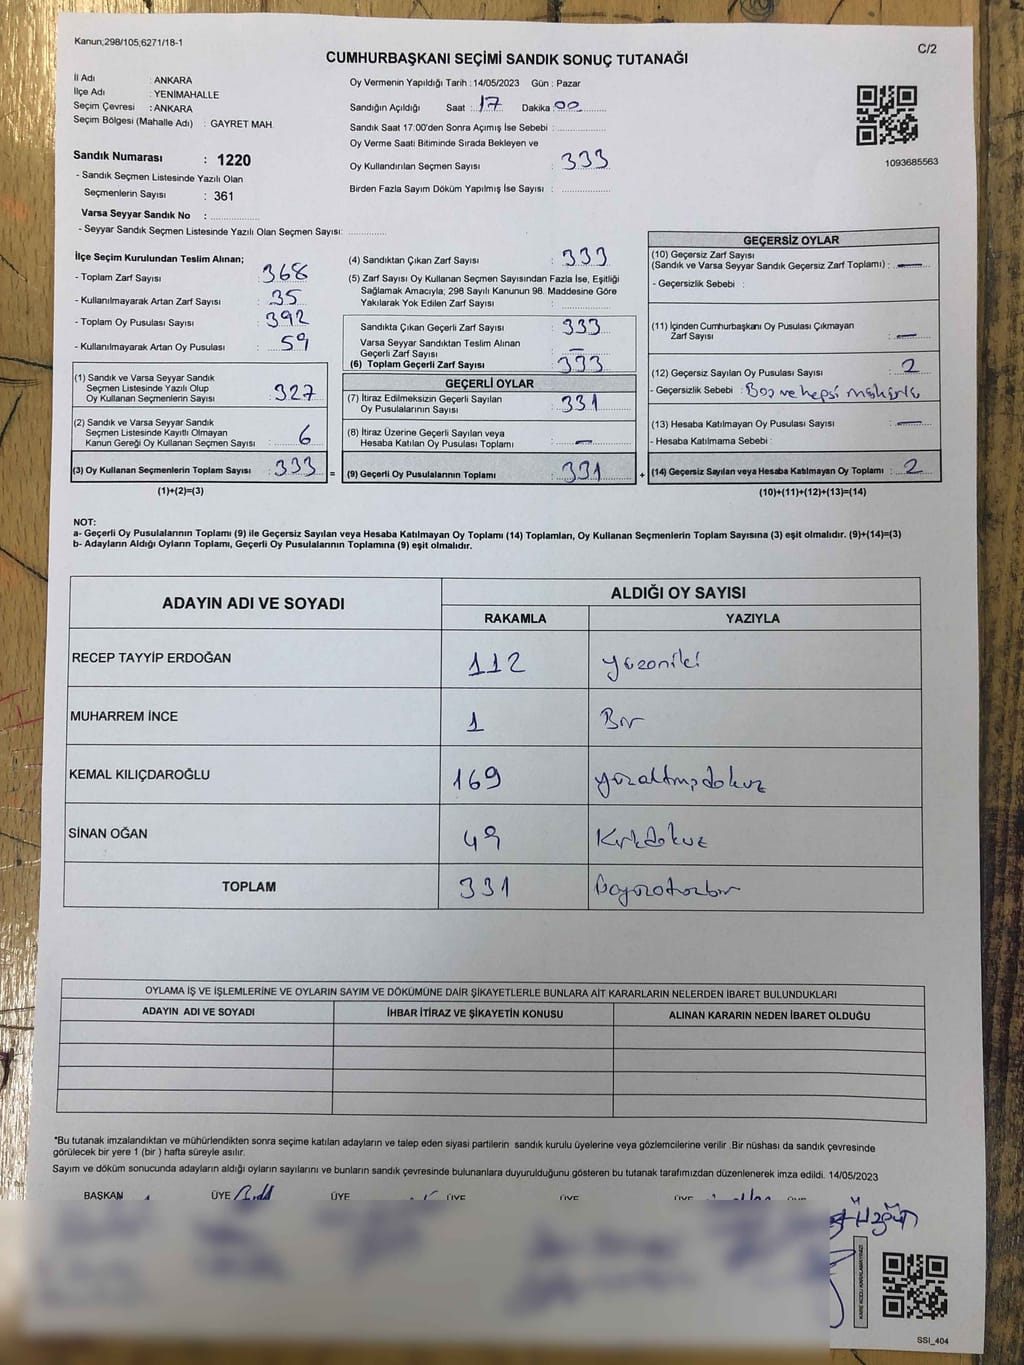 Kanun;298/105;6271/18-1
C/2
CUMHURBAŞKANI SEÇİMİ SANDIK SONUÇ TUTANAĞI
İl Adı : ANKARA
İlçe Adı : YENİMAHALLE
Seçim Çevresi : ANKARA
Seçim Bölgesi (Mahalle Adı) : GAYRET MAH.
Sandık Numarası : 1220
- Sandık Seçmen Listesinde Yazılı Olan
Seçmenlerin Sayısı : 361
Varsa Seyyar Sandık No :
- Seyyar Sandık Seçmen Listesinde Yazılı Olan Seçmen Sayısı:
Oy Vermenin Yapıldığı Tarih : 14/05/2023 Gün : Pazar
Sandığın Açıldığı Saat : 17 Dakika : 00
Sandık Saat 17:00'den Sonra Açımış İse Sebebi :
Oy Verme Saati Bitiminde Sırada Bekleyen ve
Oy Kullandırılan Seçmen Sayısı : 333
Birden Fazla Sayım Döküm Yapılmış İse Sayısı :
1093685563
İlçe Seçim Kurulundan Teslim Alınan;
- Toplam Zarf Sayısı : 368
- Kullanılmayarak Artan Zarf Sayısı : 35
- Toplam Oy Pusulası Sayısı : 392
- Kullanılmayarak Artan Oy Pusulası : 59
(1) Sandık ve Varsa Seyyar Sandık
Seçmen Listesinde Yazılı Olup
Oy Kullanan Seçmenlerin Sayısı : 327
(2) Sandık ve Varsa Seyyar Sandık
Seçmen Listesinde Kayıtlı Olmayan
Kanun Gereği Oy Kullanan Seçmen Sayısı : 6
(3) Oy Kullanan Seçmenlerin Toplam Sayısı : 333 =
(1)+(2)=(3)
(4) Sandıktan Çıkan Zarf Sayısı : 333
(5) Zarf Sayısı Oy Kullanan Seçmen Sayısından Fazla İse, Eşitliği
Sağlamak Amacıyla; 298 Sayılı Kanunun 98. Maddesine Göre
Yakılarak Yok Edilen Zarf Sayısı :
Sandıkta Çıkan Geçerli Zarf Sayısı : 333
Varsa Seyyar Sandıktan Teslim Alınan
Geçerli Zarf Sayısı : —
(6) Toplam Geçerli Zarf Sayısı : 333
GEÇERLİ OYLAR
(7) İtiraz Edilmeksizin Geçerli Sayılan
Oy Pusulalarının Sayısı : 331
(8) İtiraz Üzerine Geçerli Sayılan veya
Hesaba Katılan Oy Pusulası Toplamı : —
(9) Geçerli Oy Pusulalarının Toplamı : 331 +
GEÇERSİZ OYLAR
(10) Geçersiz Zarf Sayısı
(Sandık ve Varsa Seyyar Sandık Geçersiz Zarf Toplamı) : —
- Geçersizlik Sebebi :
(11) İçinden Cumhurbaşkanı Oy Pusulası Çıkmayan
Zarf Sayısı : —
(12) Geçersiz Sayılan Oy Pusulası Sayısı : 2
- Geçersizlik Sebebi : Boş ve hepsi mühürlü
(13) Hesaba Katılmayan Oy Pusulası Sayısı : —
- Hesaba Katılmama Sebebi :
(14) Geçersiz Sayılan veya Hesaba Katılmayan Oy Toplamı : 2
(10)+(11)+(12)+(13)=(14)
NOT:
a- Geçerli Oy Pusulalarının Toplamı (9) ile Geçersiz Sayılan veya Hesaba Katılmayan Oy Toplamı (14) Toplamları, Oy Kullanan Seçmenlerin Toplam Sayısına (3) eşit olmalıdır. (9)+(14)=(3)
b- Adayların Aldığı Oyların Toplamı, Geçerli Oy Pusulalarının Toplamına (9) eşit olmalıdır.
ADAYIN ADI VE SOYADI ALDIĞI OY SAYISI
RAKAMLA YAZIYLA
RECEP TAYYİP ERDOĞAN 112 yüzoniki
MUHARREM İNCE 1 Bir
KEMAL KILIÇDAROĞLU 169 yüzaltmışdokuz
SİNAN OĞAN 49 Kırkdokuz
TOPLAM 331 üçyüzotuzbir
OYLAMA İŞ VE İŞLEMLERİNE VE OYLARIN SAYIM VE DÖKÜMÜNE DAİR ŞİKAYETLERLE BUNLARA AİT KARARLARIN NELERDEN İBARET BULUNDUKLARI
ADAYIN ADI VE SOYADI İHBAR İTİRAZ VE ŞİKAYETİN KONUSU ALINAN KARARIN NEDEN İBARET OLDUĞU
*Bu tutanak imzalandıktan ve mühürlendikten sonra seçime katılan adayların ve talep eden siyasi partilerin sandık kurulu üyelerine veya gözlemcilerine verilir .Bir nüshası da sandık çevresinde
görülecek bir yere 1 (bir ) hafta süreyle asılır.
Sayım ve döküm sonucunda adayların aldığı oyların sayılarını ve bunların sandık çevresinde bulunanlara duyurulduğunu gösteren bu tutanak tarafımızdan düzenlenerek imza edildi. 14/05/2023
BAŞKAN ÜYE ÜYE ÜYE ÜYE ÜYE ÜYE
SSI_404